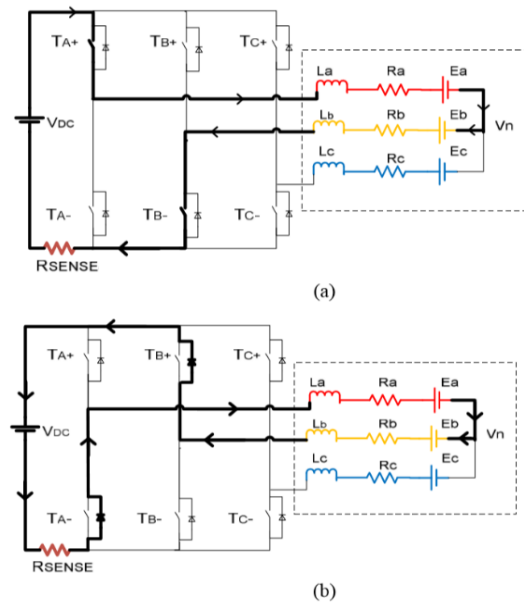 TA+ TB+ TC+
La Ra Ea
VDC Lb Rb Eb Vn
Lc Rc Ec
TA- TB- TC-
RSENSE
(a)
TA+ TB+ TC+
La Ra Ea
VDC Lb Rb Eb Vn
Lc Rc Ec
TA- TB- TC-
RSENSE
(b)